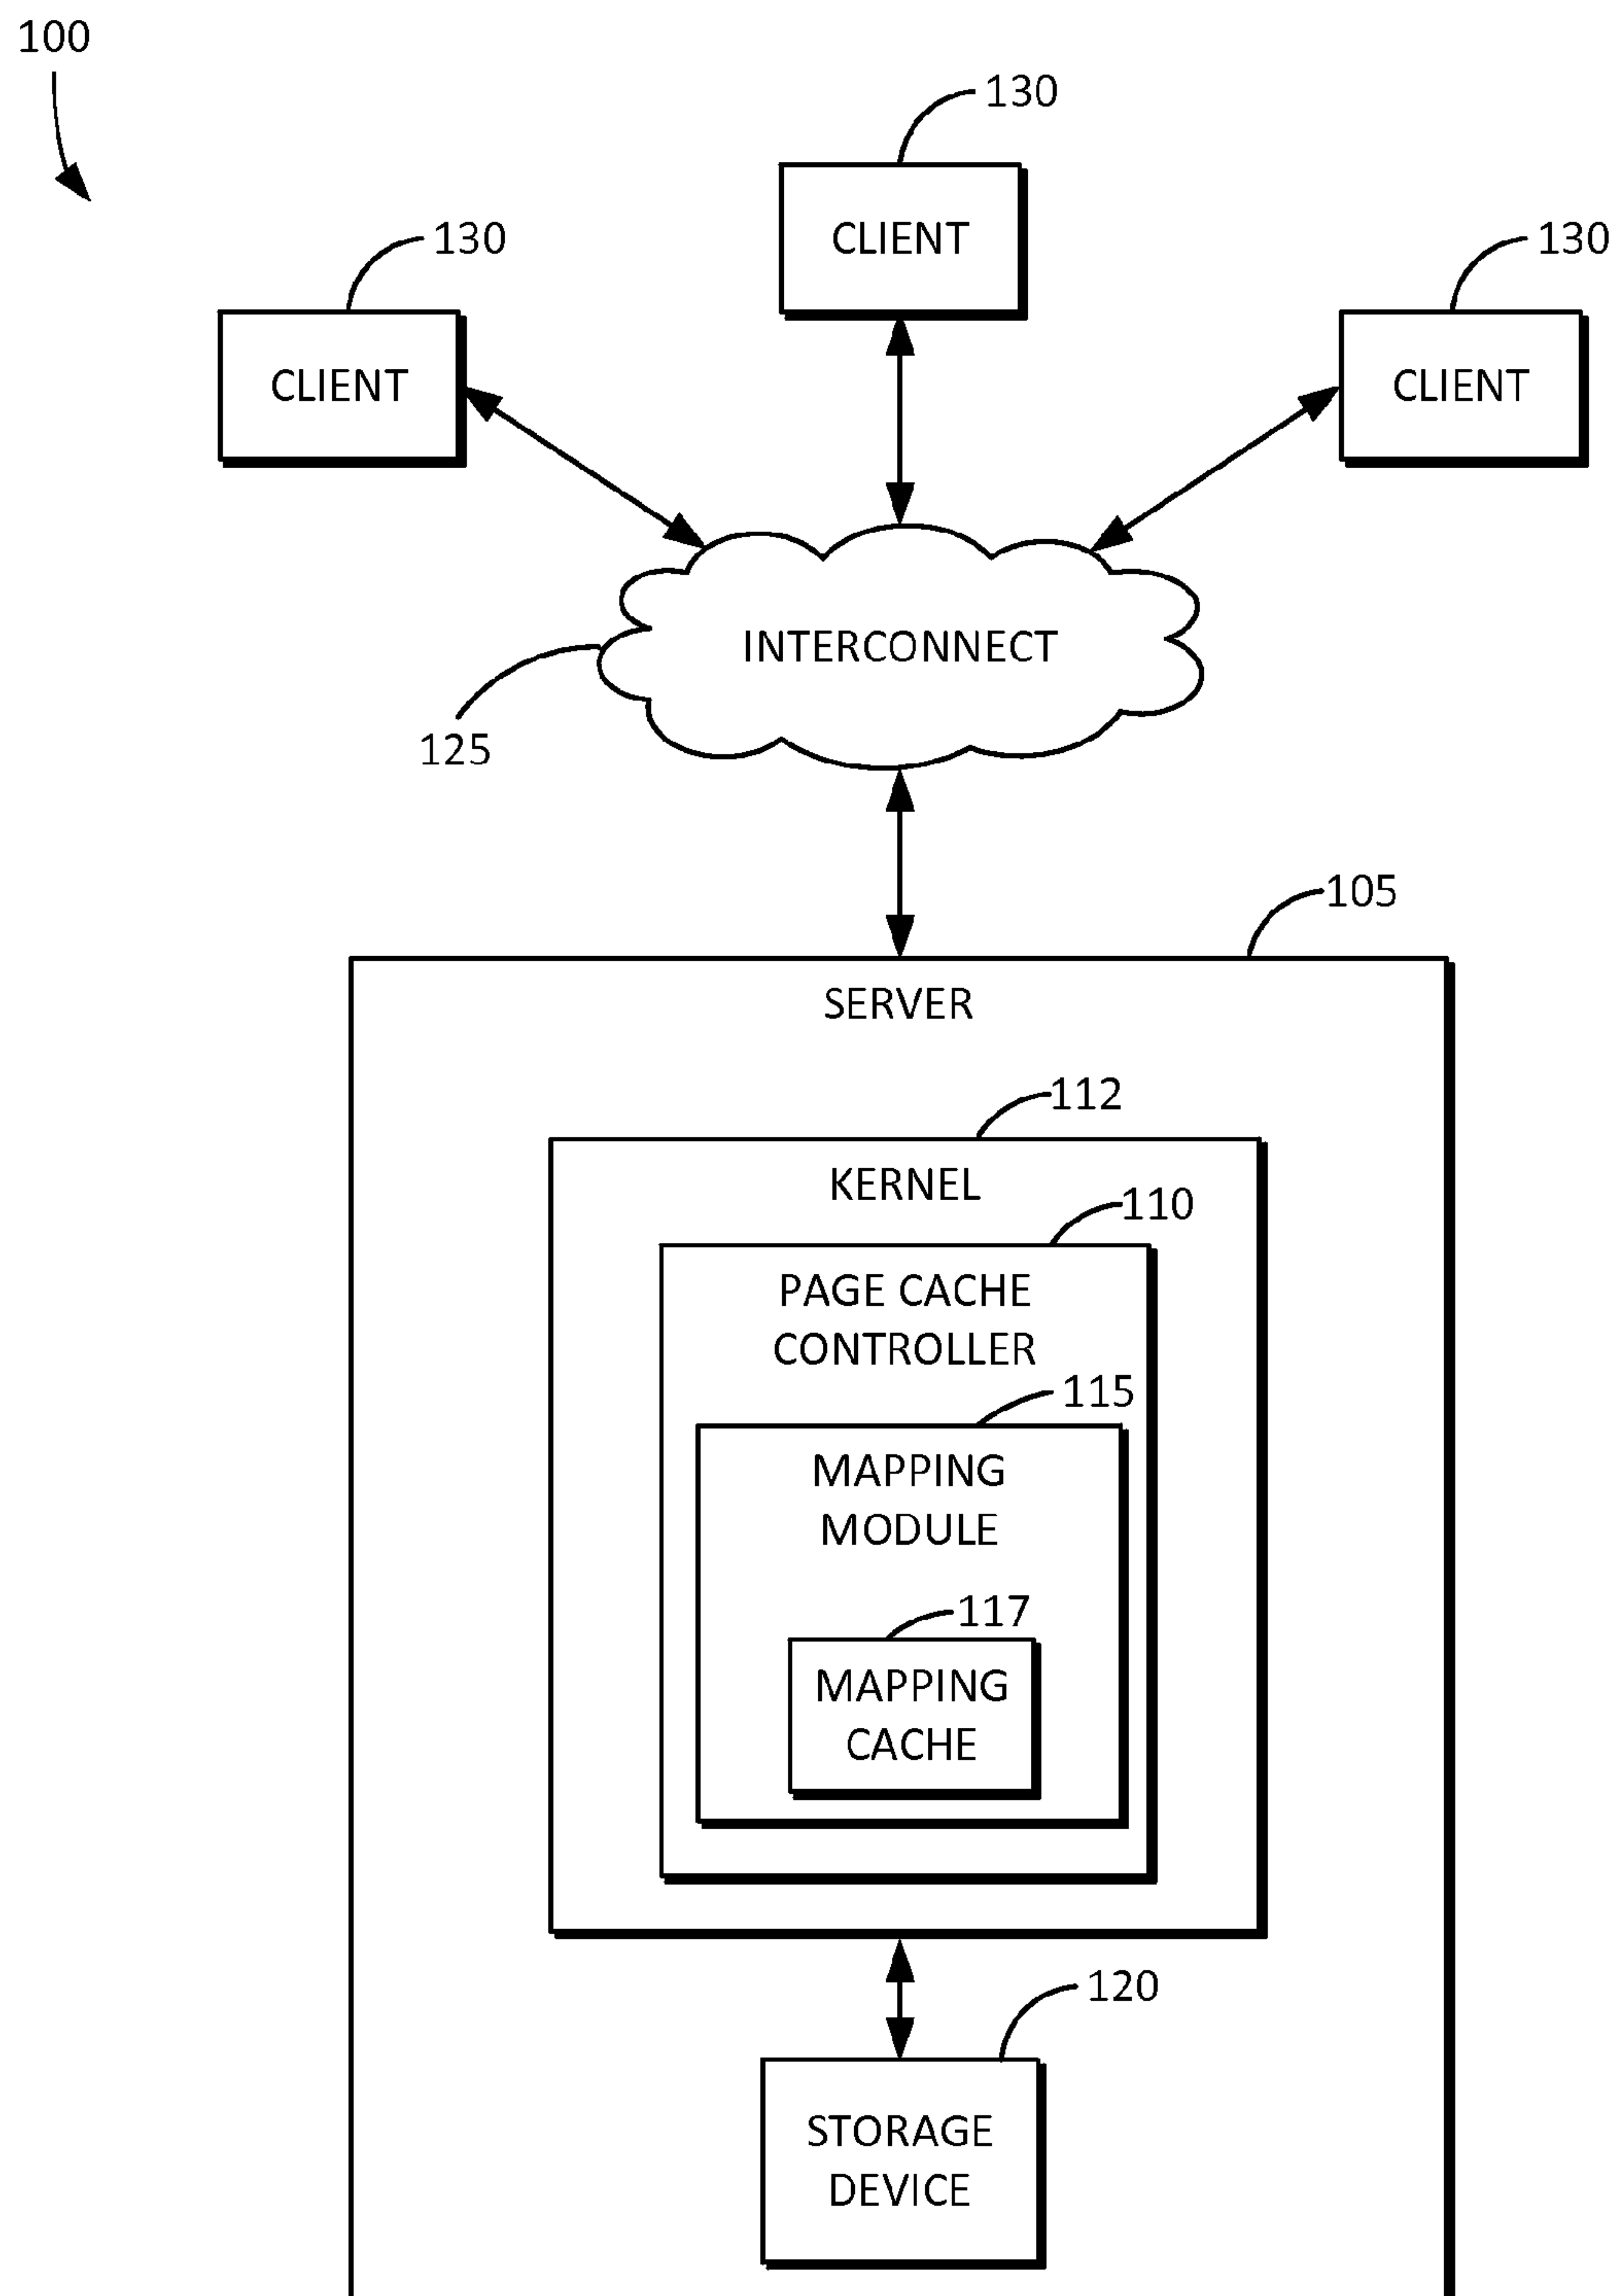 100
130
CLIENT
130
CLIENT
130
CLIENT
INTERCONNECT
125
105
SERVER
112
KERNEL
110
PAGE CACHE
CONTROLLER
115
MAPPING
MODULE
117
MAPPING
CACHE
120
STORAGE
DEVICE